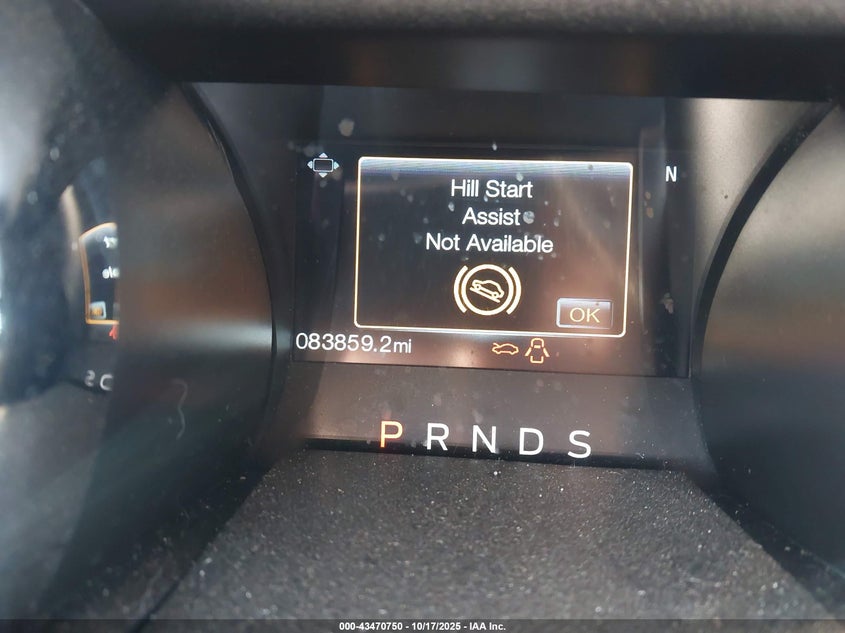 N
Hill Start
Assist
Not Available
OK
083859.2mi
P R N D S
000-43470750 - 10/17/2025 - IAA Inc.